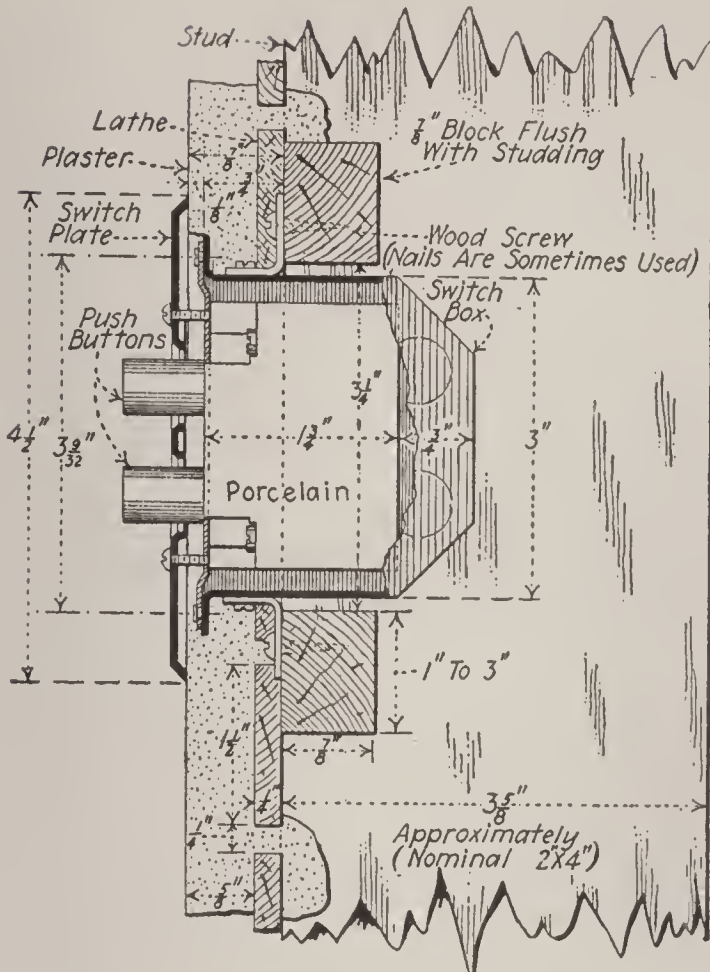 Stud
7/8" Block Flush
With Studding
Lathe
7/8"
Plaster
3/4"
1/8"
Switch
Plate
Wood Screw
(Nails Are Sometimes Used)
Switch
Box
Push
Buttons
3 1/4"
4 1/2"
3 9/32"
1 3/4"
3/4"
3"
Porcelain
1" To 3"
1 1/2"
7/8"
1/4"
3 5/8"
1/4"
Approximately
(Nominal 2"X4")
5/8"